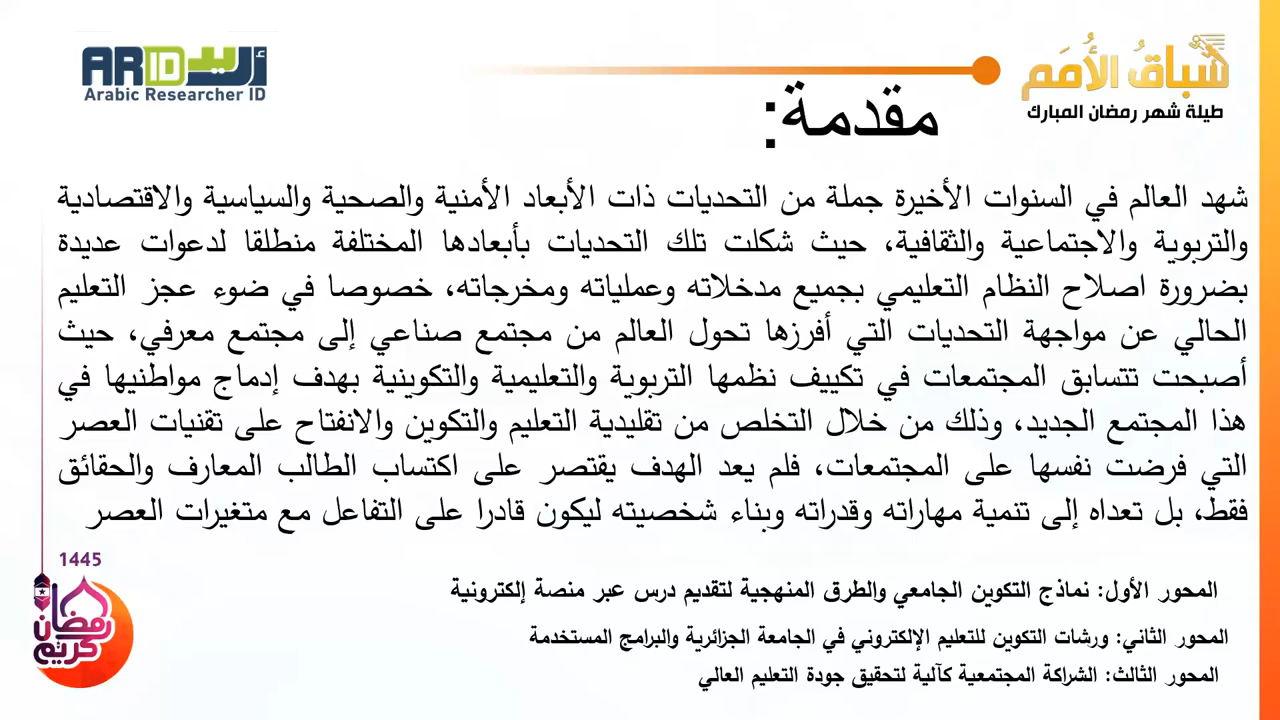 ARID أريد
Arabic Researcher ID
سباقُ الأُمَم
طيلة شهر رمضان المبارك
مقدمة:
شهد العالم في السنوات الأخيرة جملة من التحديات ذات الأبعاد الأمنية والصحية والسياسية والاقتصادية
والتربوية والاجتماعية والثقافية، حيث شكلت تلك التحديات بأبعادها المختلفة منطلقا لدعوات عديدة
بضرورة اصلاح النظام التعليمي بجميع مدخلاته وعملياته ومخرجاته، خصوصا في ضوء عجز التعليم
الحالي عن مواجهة التحديات التي أفرزها تحول العالم من مجتمع صناعي إلى مجتمع معرفي، حيث
أصبحت تتسابق المجتمعات في تكييف نظمها التربوية والتعليمية والتكوينية بهدف إدماج مواطنيها في
هذا المجتمع الجديد، وذلك من خلال التخلص من تقليدية التعليم والتكوين والانفتاح على تقنيات العصر
التي فرضت نفسها على المجتمعات، فلم يعد الهدف يقتصر على اكتساب الطالب المعارف والحقائق
فقط، بل تعداه إلى تنمية مهاراته وقدراته وبناء شخصيته ليكون قادرا على التفاعل مع متغيرات العصر
1445
رمضان
كريم
المحور الأول: نماذج التكوين الجامعي والطرق المنهجية لتقديم درس عبر منصة إلكترونية
المحور الثاني: ورشات التكوين للتعليم الإلكتروني في الجامعة الجزائرية والبرامج المستخدمة
المحور الثالث: الشراكة المجتمعية كآلية لتحقيق جودة التعليم العالي